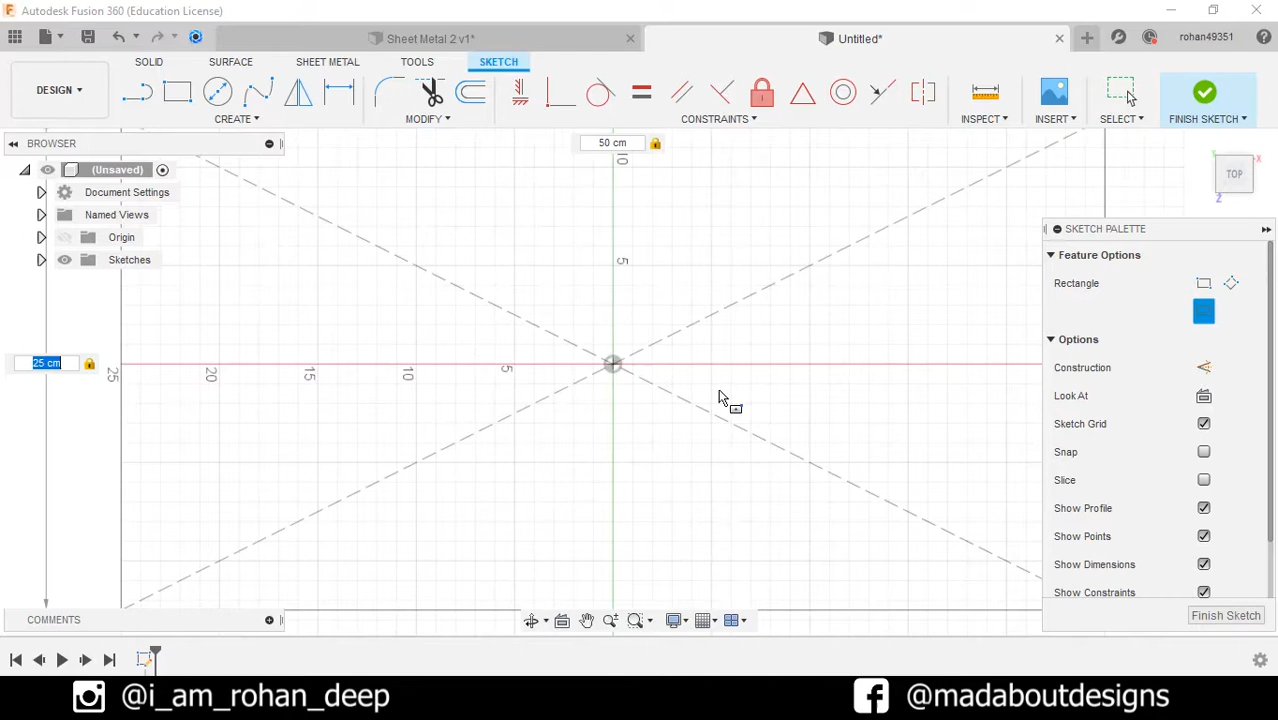 Autodesk Fusion 360 (Education License)
Sheet Metal 2 v1*
Untitled*
rohan49351
DESIGN
SOLID SURFACE SHEET METAL TOOLS SKETCH
CREATE MODIFY CONSTRAINTS INSPECT INSERT SELECT FINISH SKETCH
BROWSER
(Unsaved)
Document Settings
Named Views
Origin
Sketches
50 cm
10
5
25 cm
25 20 15 10 5
TOP
X
Y
Z
SKETCH PALETTE
Feature Options
Rectangle
Options
Construction
Look At
Sketch Grid
Snap
Slice
Show Profile
Show Points
Show Dimensions
Show Constraints
Finish Sketch
COMMENTS
@i_am_rohan_deep
@madaboutdesigns